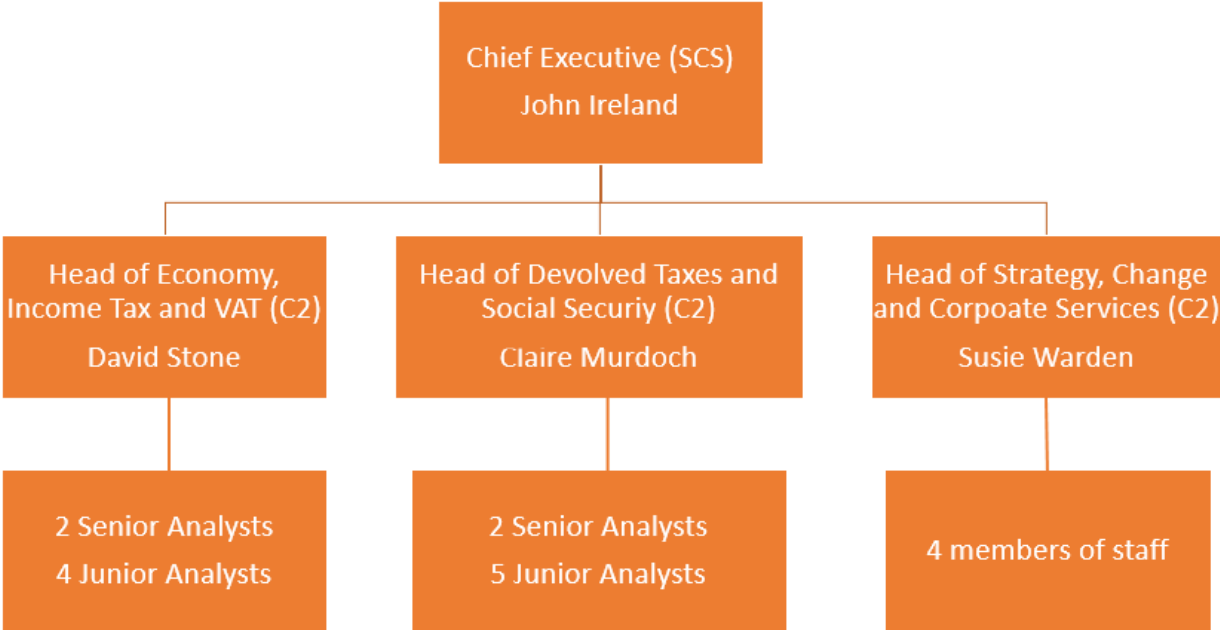 Chief Executive (SCS)
John Ireland
Head of Economy,
Income Tax and VAT (C2)
David Stone
Head of Devolved Taxes and
Social Securiy (C2)
Claire Murdoch
Head of Strategy, Change
and Corpoate Services (C2)
Susie Warden
2 Senior Analysts
4 Junior Analysts
2 Senior Analysts
5 Junior Analysts
4 members of staff